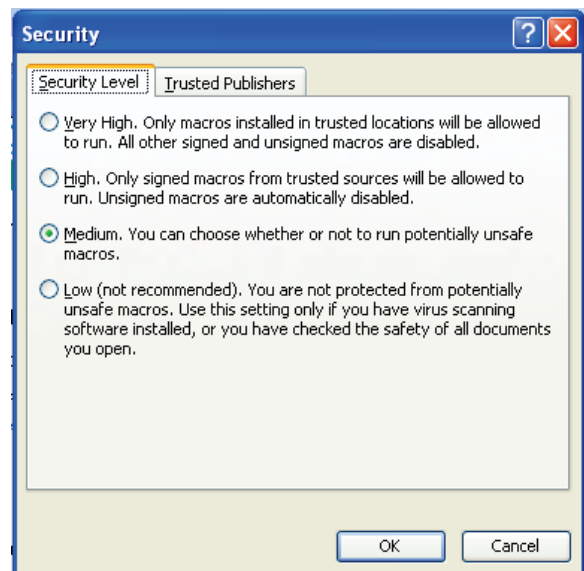 Security
Security Level Trusted Publishers
Very High. Only macros installed in trusted locations will be allowed
to run. All other signed and unsigned macros are disabled.
High. Only signed macros from trusted sources will be allowed to
run. Unsigned macros are automatically disabled.
Medium. You can choose whether or not to run potentially unsafe
macros.
Low (not recommended). You are not protected from potentially
unsafe macros. Use this setting only if you have virus scanning
software installed, or you have checked the safety of all documents
you open.
OK Cancel